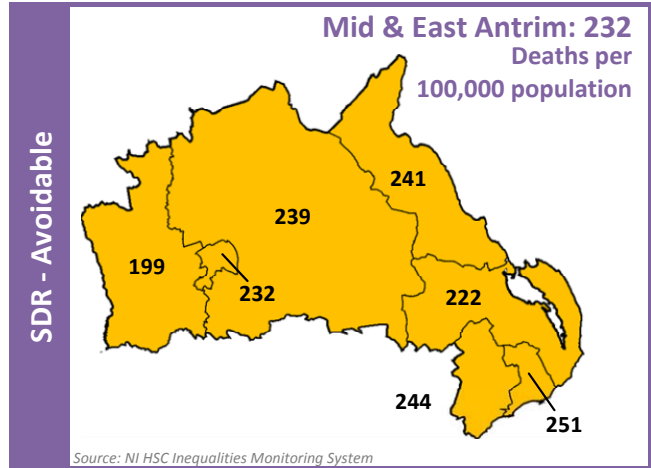 SDR - Avoidable
Mid & East Antrim: 232
Deaths per
100,000 population
241
239
199
232
222
244
251
Source: NI HSC Inequalities Monitoring System